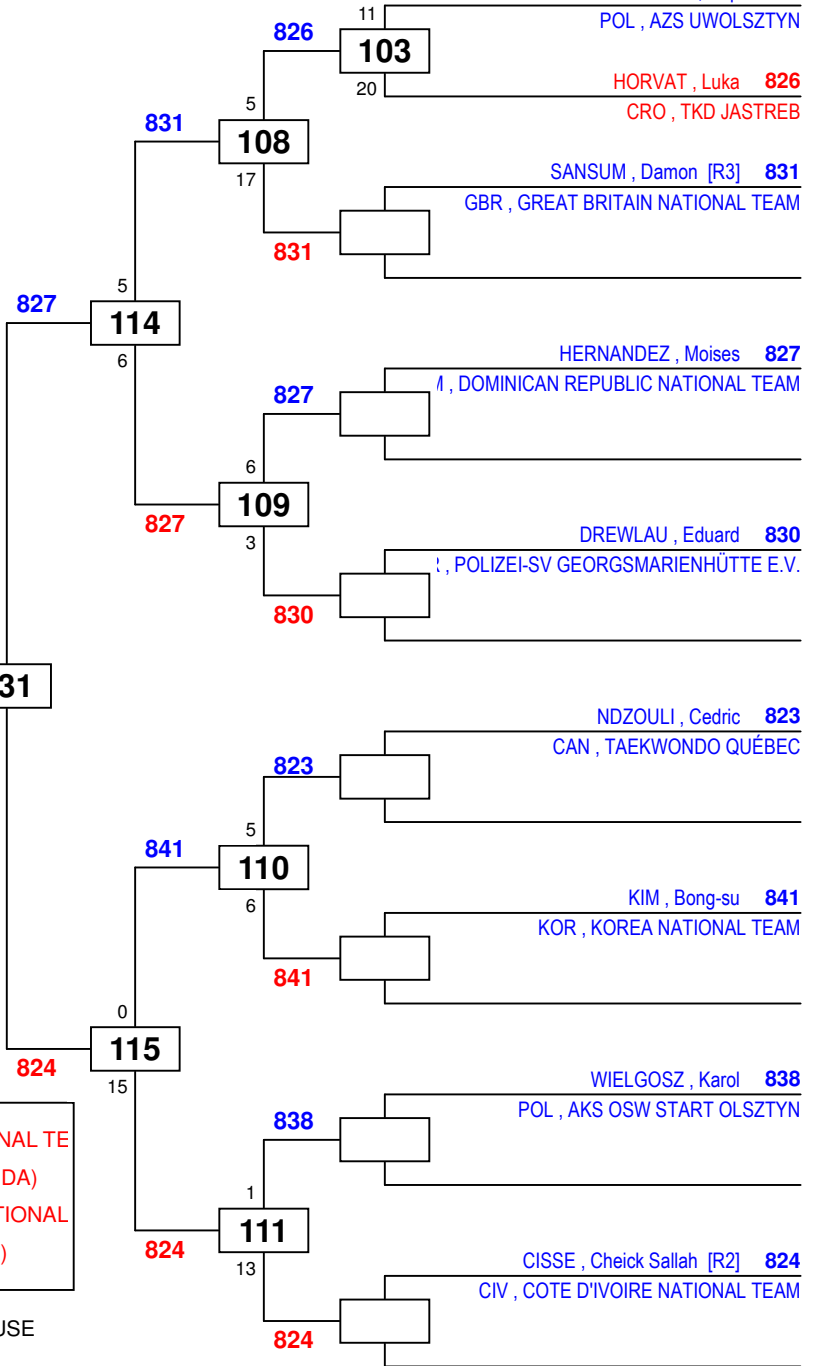 11
POL , AZS UWOLSZTYN
826
103
HORVAT , Luka 826
20
CRO , TKD JASTREB
5
831
108
SANSUM , Damon [R3] 831
17
GBR , GREAT BRITAIN NATIONAL TEAM
831
5
827
114
HERNANDEZ , Moises 827
6
, DOMINICAN REPUBLIC NATIONAL TEAM
827
6
109
827
DREWLAU , Eduard 830
3
, POLIZEI-SV GEORGSMARIENHÜTTE E.V.
830
31
NDZOULI , Cedric 823
CAN , TAEKWONDO QUÉBEC
823
5
841
110
KIM , Bong-su 841
6
KOR , KOREA NATIONAL TEAM
841
0
115
824
WIELGOSZ , Karol 838
15
POL , AKS OSW START OLSZTYN
838
NAL TE
DA)
1
TIONAL
111
824
)
CISSE , Cheick Sallah [R2] 824
13
CIV , COTE D'IVOIRE NATIONAL TEAM
USE
824